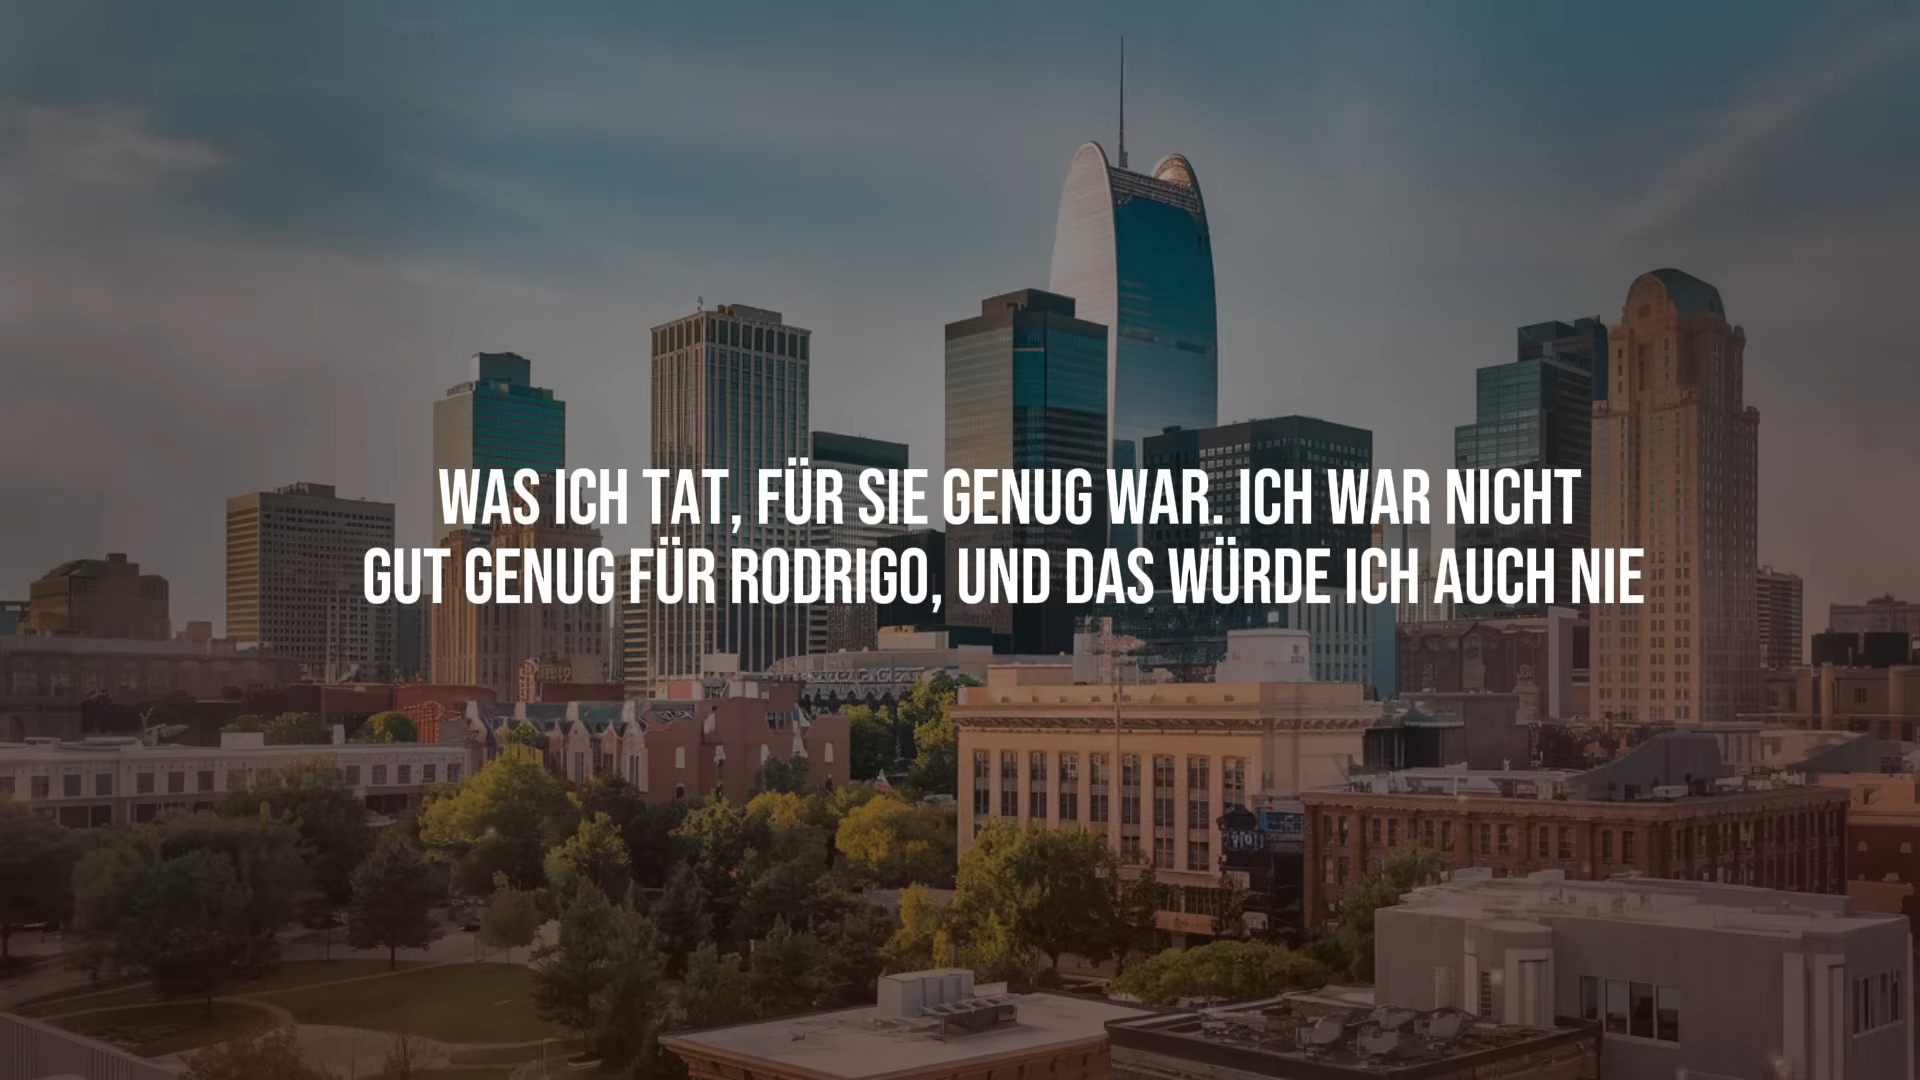 WAS ICH TAT, FÜR SIE GENUG WAR. ICH WAR NICHT
GUT GENUG FÜR RODRIGO, UND DAS WÜRDE ICH AUCH NIE